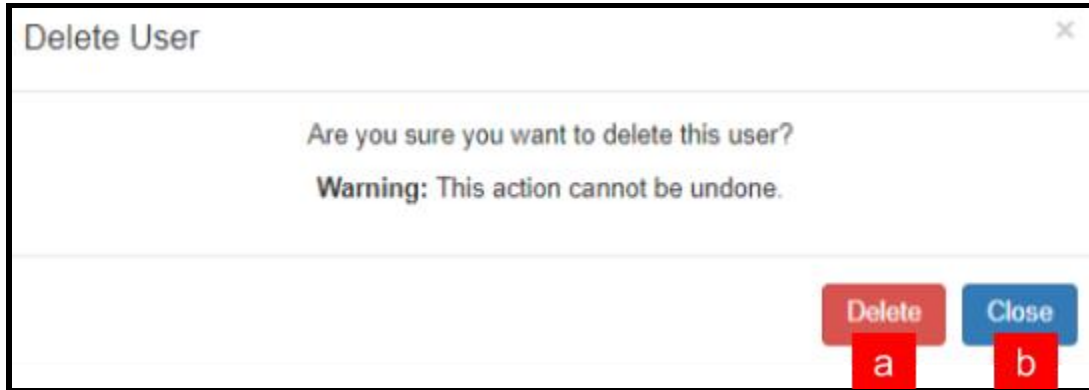 Delete User ×
Are you sure you want to delete this user?
Warning: This action cannot be undone.
Delete Close
a b